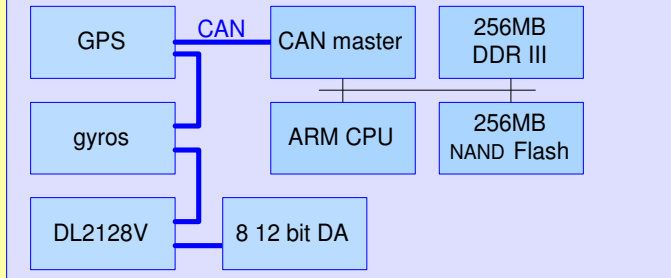 GPS
CAN
CAN master
256MB
DDR III
gyros
ARM CPU
256MB
NAND Flash
DL2128V
8 12 bit DA